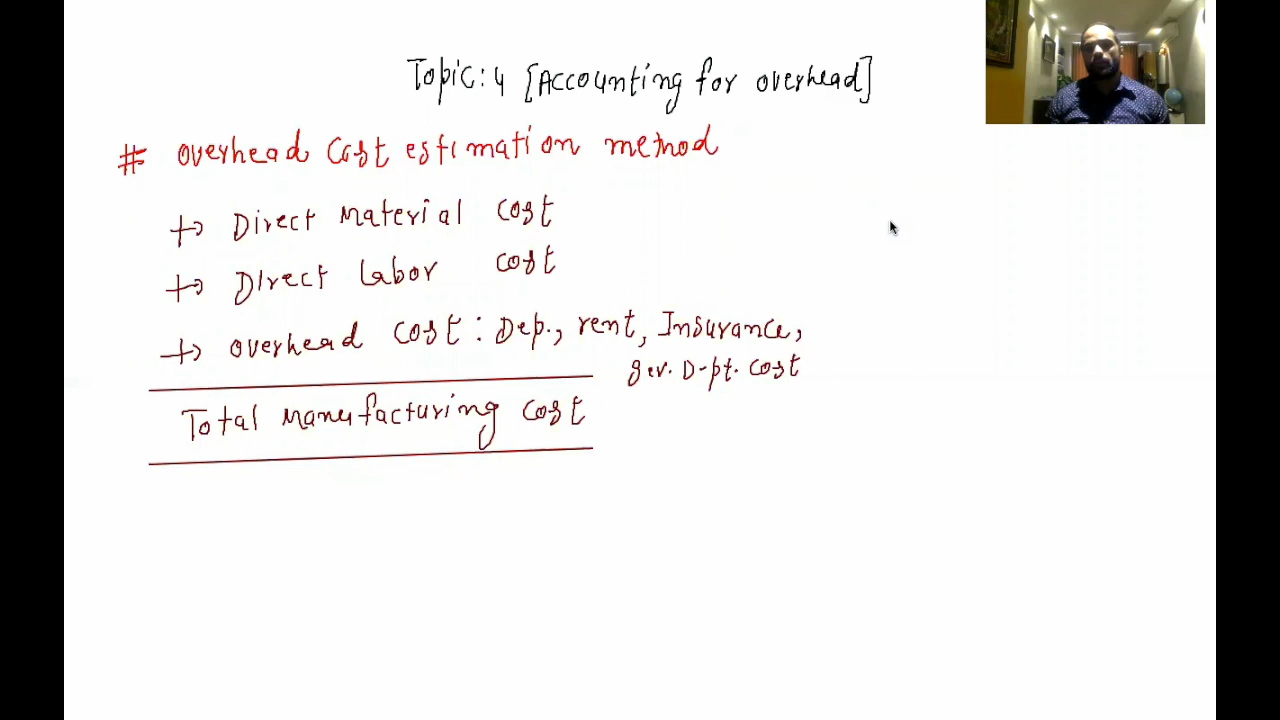 Topic: 4 [Accounting for overhead]
# overhead Cost estimation method
+→ Direct Material cost
+→ Direct labor cost
+→ overhead cost: Dep., rent, Insurance,
Ser. D-pt. cost
Total Manufacturing cost